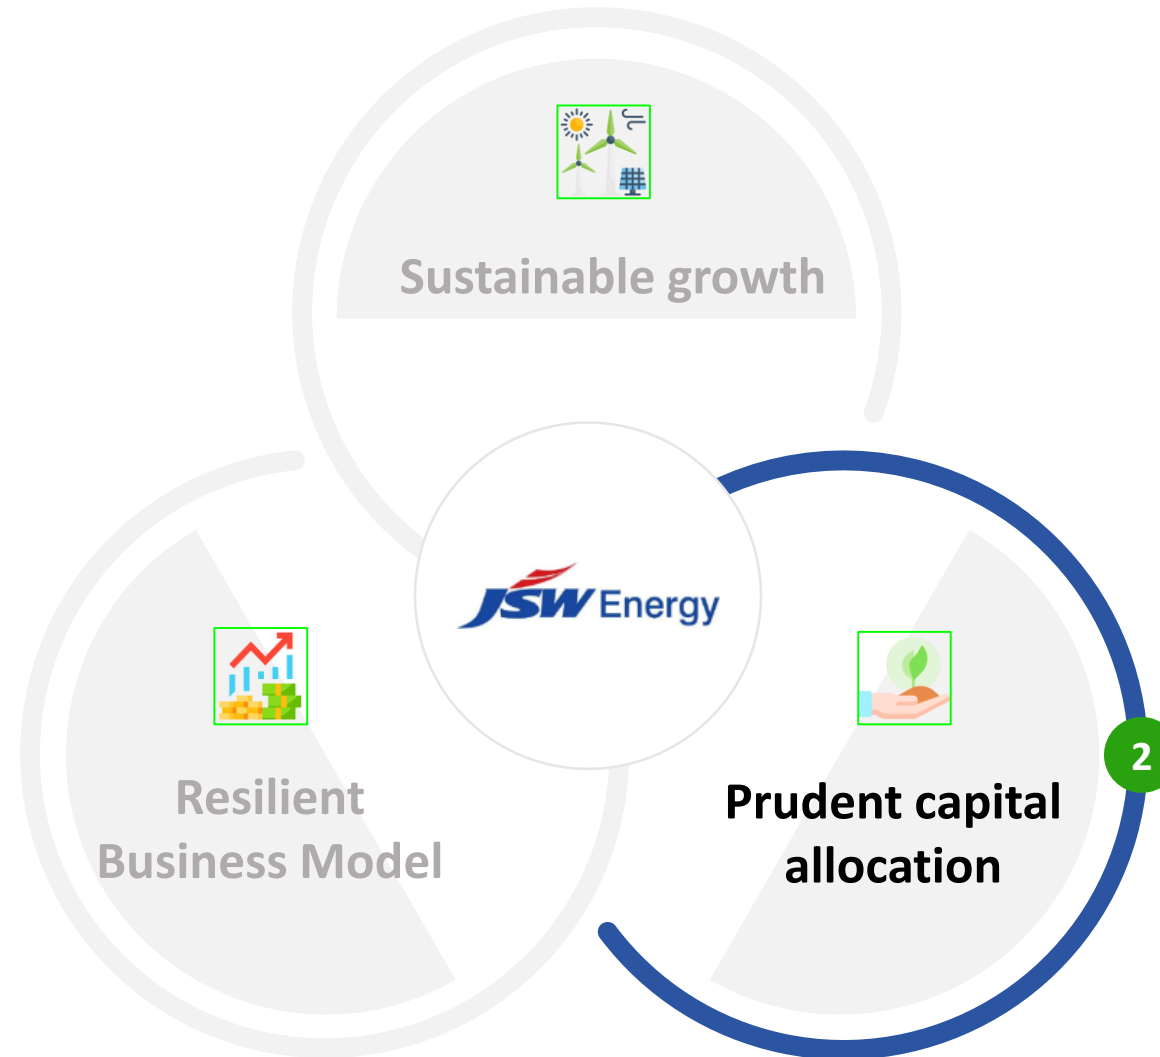 Sustainable growth
JSW Energy
Resilient
Business Model
Prudent capital
allocation
2